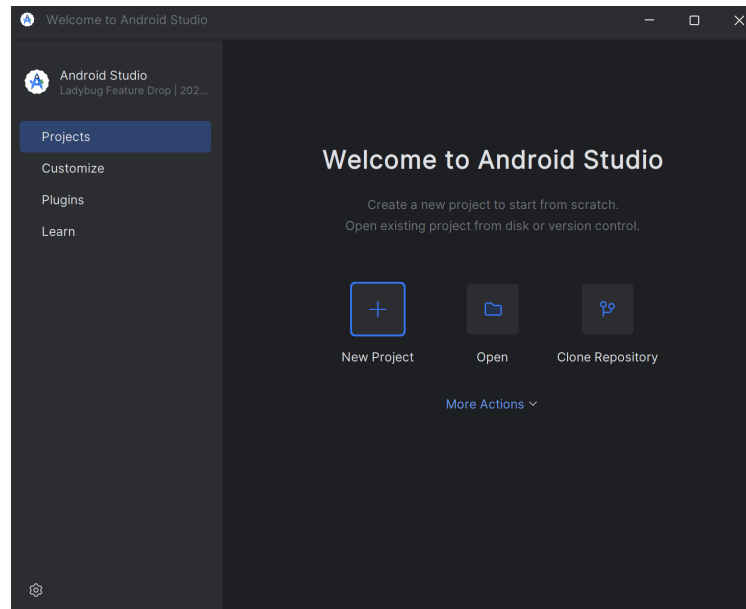 Welcome to Android Studio
Android Studio
Ladybug Feature Drop | 202...
Projects
Customize
Plugins
Learn
Welcome to Android Studio
Create a new project to start from scratch.
Open existing project from disk or version control.
New Project
Open
Clone Repository
More Actions